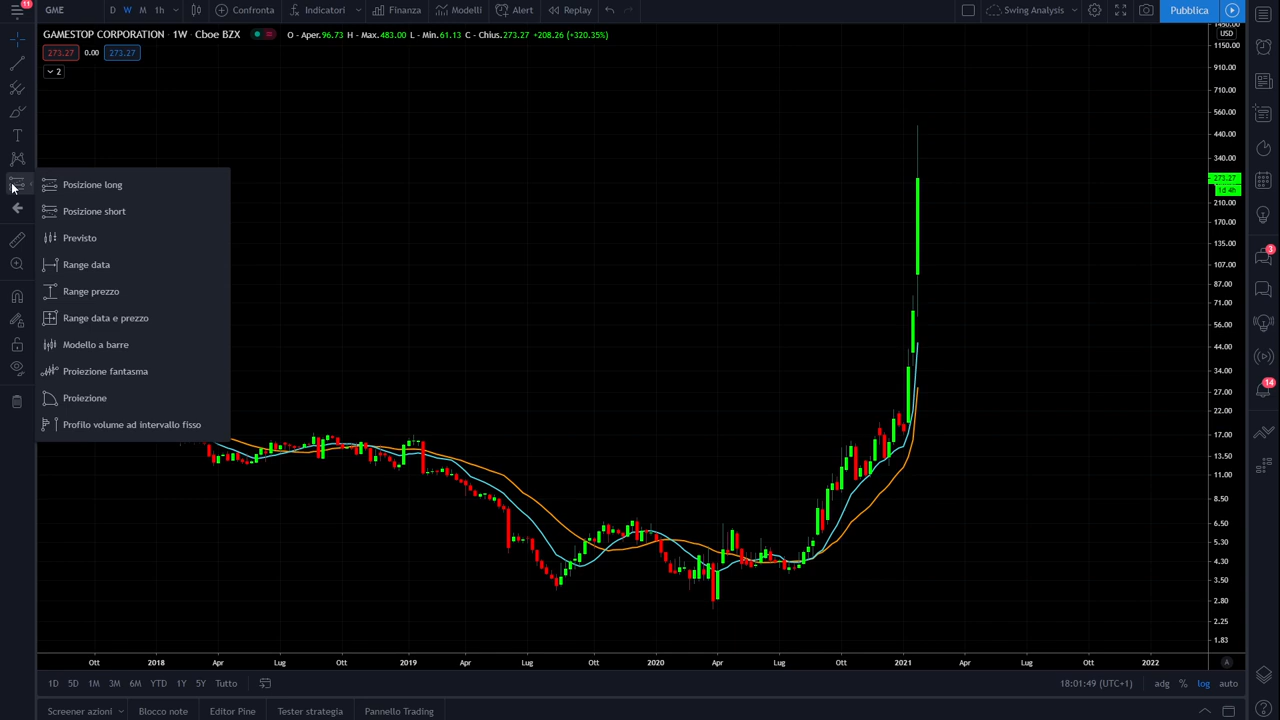 11
GME
D W M 1h
Confronta
Indicatori
Finanza
Modelli
Alert
Replay
Swing Analysis
Pubblica
GAMESTOP CORPORATION · 1W · Cboe BZX
O - Aper.96.73 H - Max.483.00 L - Min.61.13 C - Chius.273.27 +208.26 (+320.35%)
273.27 0.00 273.27
2
Posizione long
Posizione short
Previsto
Range data
Range prezzo
Range data e prezzo
Modello a barre
Proiezione fantasma
Proiezione
Profilo volume ad intervallo fisso
USD
1150.00
910.00
710.00
560.00
440.00
340.00
273.27
1d 4h
210.00
170.00
135.00
107.00
87.00
71.00
56.00
44.00
34.00
27.00
22.00
17.00
13.50
11.00
8.50
6.50
5.30
4.30
3.50
2.80
2.25
1.83
3
14
Ott 2018 Apr Lug Ott 2019 Apr Lug Ott 2020 Apr Lug Ott 2021 Apr Lug Ott 2022
A
1D 5D 1M 3M 6M YTD 1Y 5Y Tutto
18:01:49 (UTC+1)
adg % log auto
Screener azioni
Blocco note
Editor Pine
Tester strategia
Pannello Trading